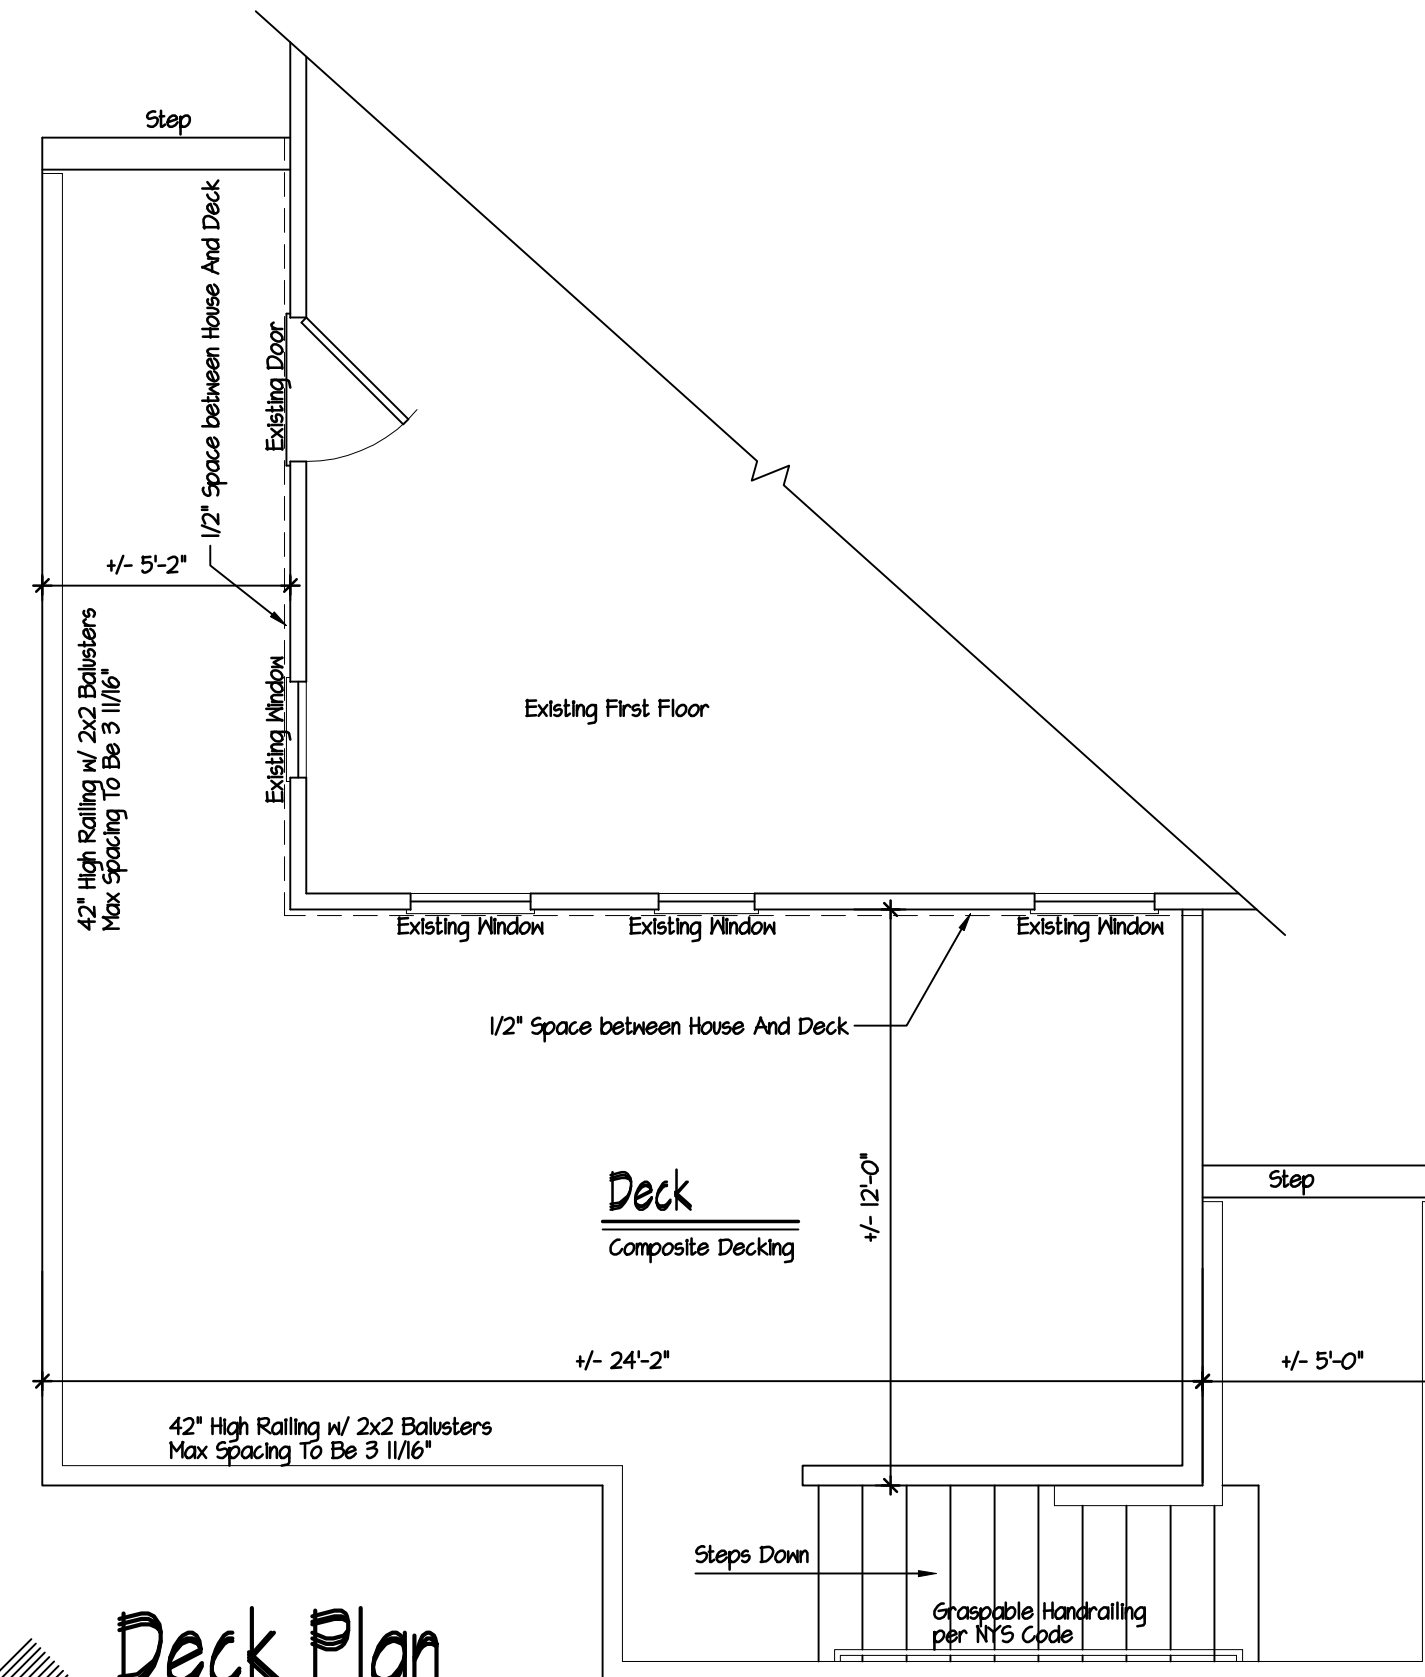 Step
1/2" Space between House And Deck
Existing Door
+/- 5'-2"
42" High Railing w/ 2x2 Balusters
Max Spacing To Be 3 11/16"
Existing Window
Existing First Floor
Existing Window
Existing Window
Existing Window
1/2" Space between House And Deck
+/- 12'-0"
Deck
Composite Decking
Step
+/- 24'-2"
+/- 5'-0"
42" High Railing w/ 2x2 Balusters
Max Spacing To Be 3 11/16"
Steps Down
Graspable Handrailing
per NYS Code
Deck Plan